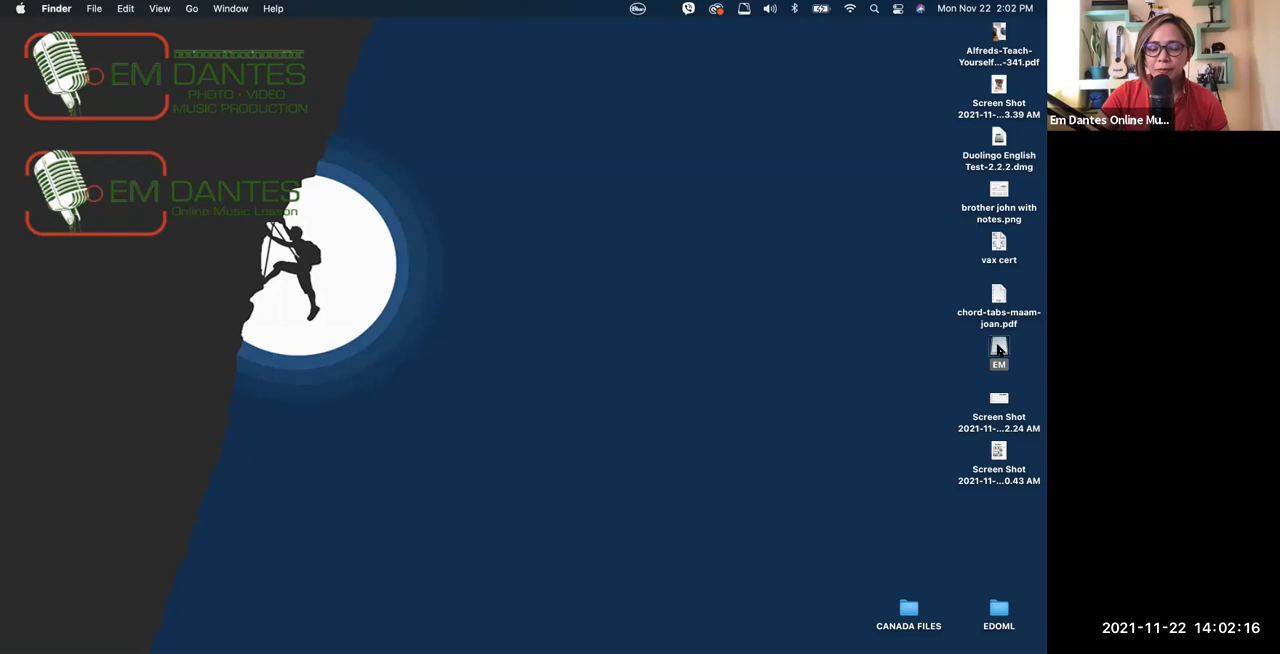 Finder File Edit View Go Window Help
Mon Nov 22 2:02 PM
EM DANTES
PHOTO • VIDEO
MUSIC PRODUCTION
EM DANTES
Online Music Lesson
Alfreds-Teach-
Yourself...-341.pdf
Screen Shot
2021-11-...3.39 AM
Duolingo English
Test-2.2.2.dmg
brother john with
notes.png
vax cert
chord-tabs-maam-
joan.pdf
EM
Screen Shot
2021-11-...2.24 AM
Screen Shot
2021-11-...0.43 AM
CANADA FILES
EDOML
Em Dantes Online Mu...
2021-11-22 14:02:16